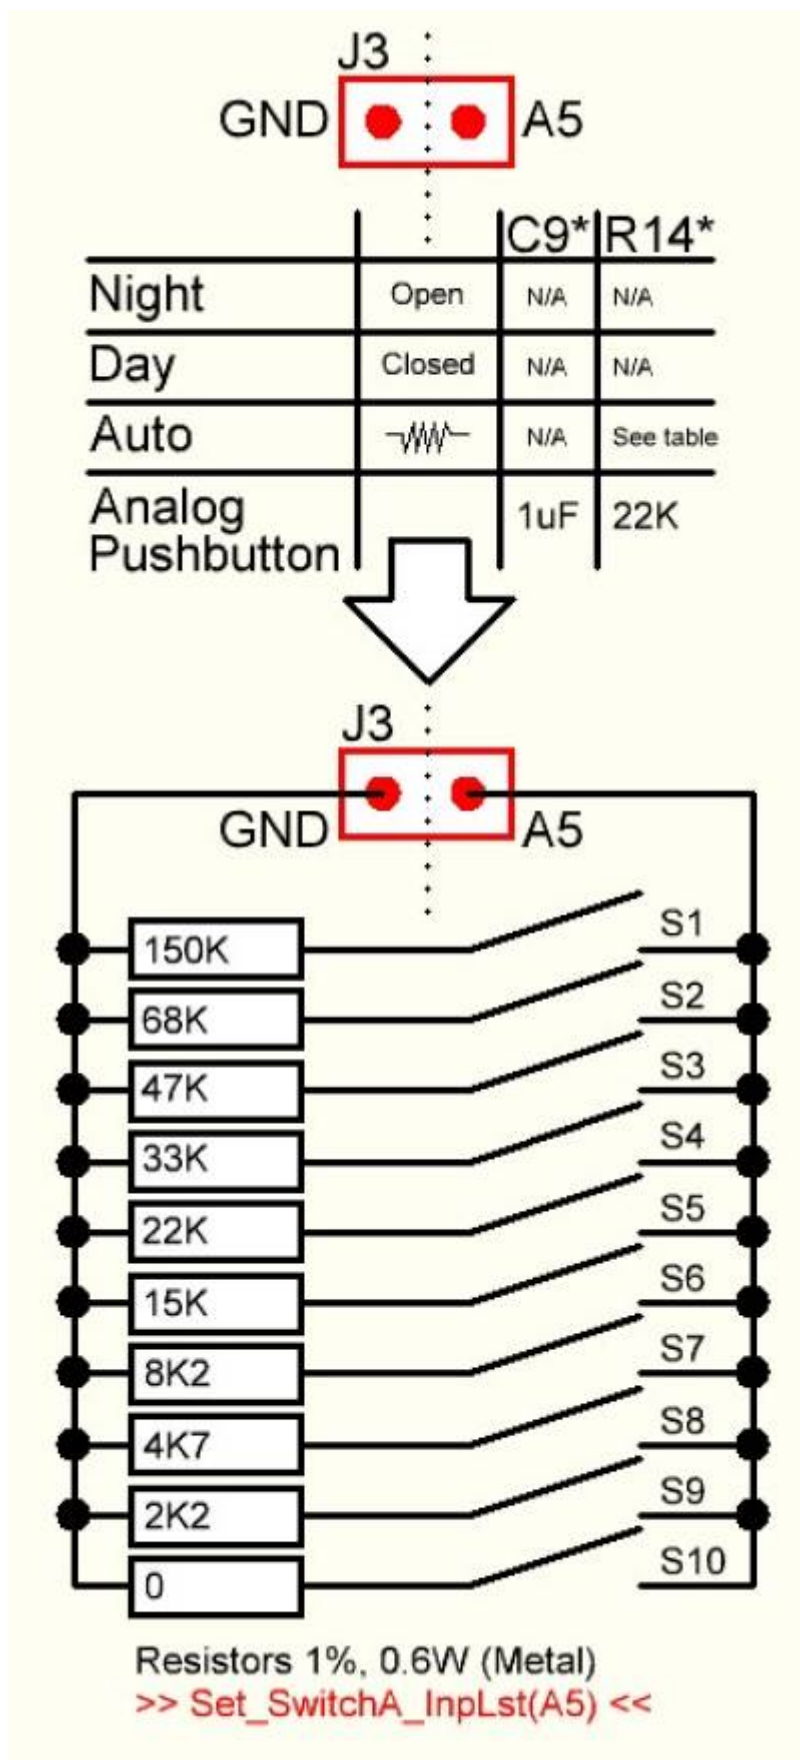 J3
GND A5
C9* R14*
Night Open N/A N/A
Day Closed N/A N/A
Auto N/A See table
Analog
Pushbutton 1uF 22K
J3
GND A5
150K S1
68K S2
47K S3
33K S4
22K S5
15K S6
8K2 S7
4K7 S8
2K2 S9
0 S10
Resistors 1%, 0.6W (Metal)
>> Set_SwitchA_InpLst(A5) <<